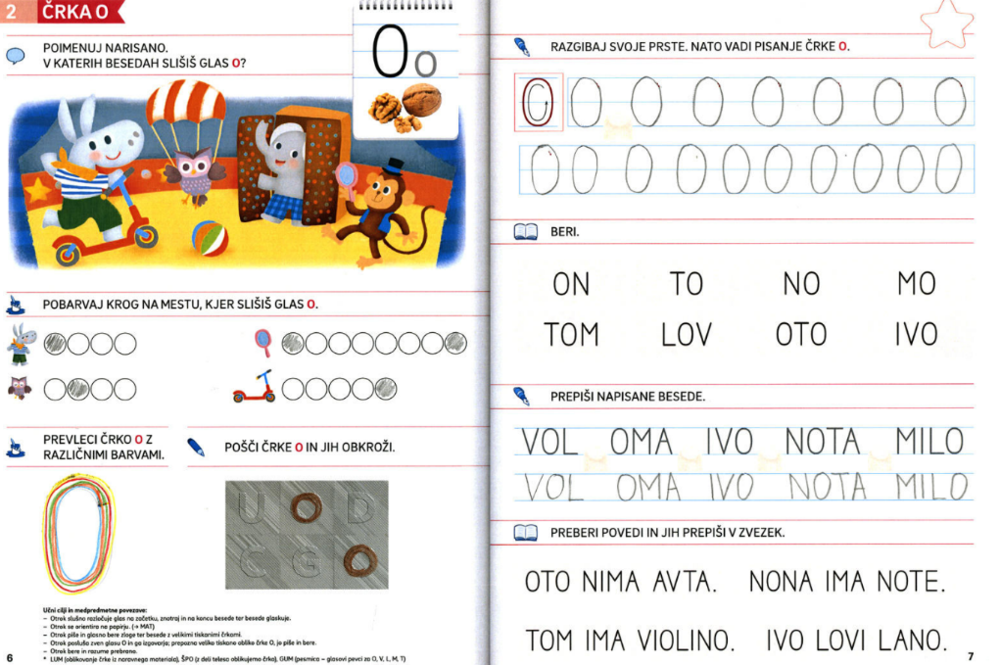 2 ČRKA O
POIMENUJ NARISANO.
V KATERIH BESEDAH SLIŠIŠ GLAS O?
O o
POBARVAJ KROG NA MESTU, KJER SLIŠIŠ GLAS O.
PREVLECI ČRKO O Z
RAZLIČNIMI BARVAMI.
POŠČI ČRKE O IN JIH OBKROŽI.
O
U O D
C G O
Učni cilji in medpredmetne povezave:
– Otrok slušno razločuje glas na začetku, znotraj in na koncu besede ter besede glaskuje.
– Otrok se orientira na papirju. (→ MAT)
– Otrok piše in glasno bere zloge ter besede z velikimi tiskanimi črkami.
– Otrok posluša zven glasu O in ga izgovarja; prepozna veliko tiskano obliko črke O, jo piše in bere.
– Otrok bere in razume prebrano.
* LUM (oblikovanje črke iz naravnega materiala), ŠPO (z deli telesa oblikujemo črko), GUM (pesmica – glasovi pevci za O, V, L, M, T)
6
RAZGIBAJ SVOJE PRSTE. NATO VADI PISANJE ČRKE O.
O O O O O O O O
O O O O O O O O O O
BERI.
ON TO NO MO
TOM LOV OTO IVO
PREPIŠI NAPISANE BESEDE.
VOL OMA IVO NOTA MILO
VOL OMA IVO NOTA MILO
PREBERI POVEDI IN JIH PREPIŠI V ZVEZEK.
OTO NIMA AVTA. NONA IMA NOTE.
TOM IMA VIOLINO. IVO LOVI LANO.
7